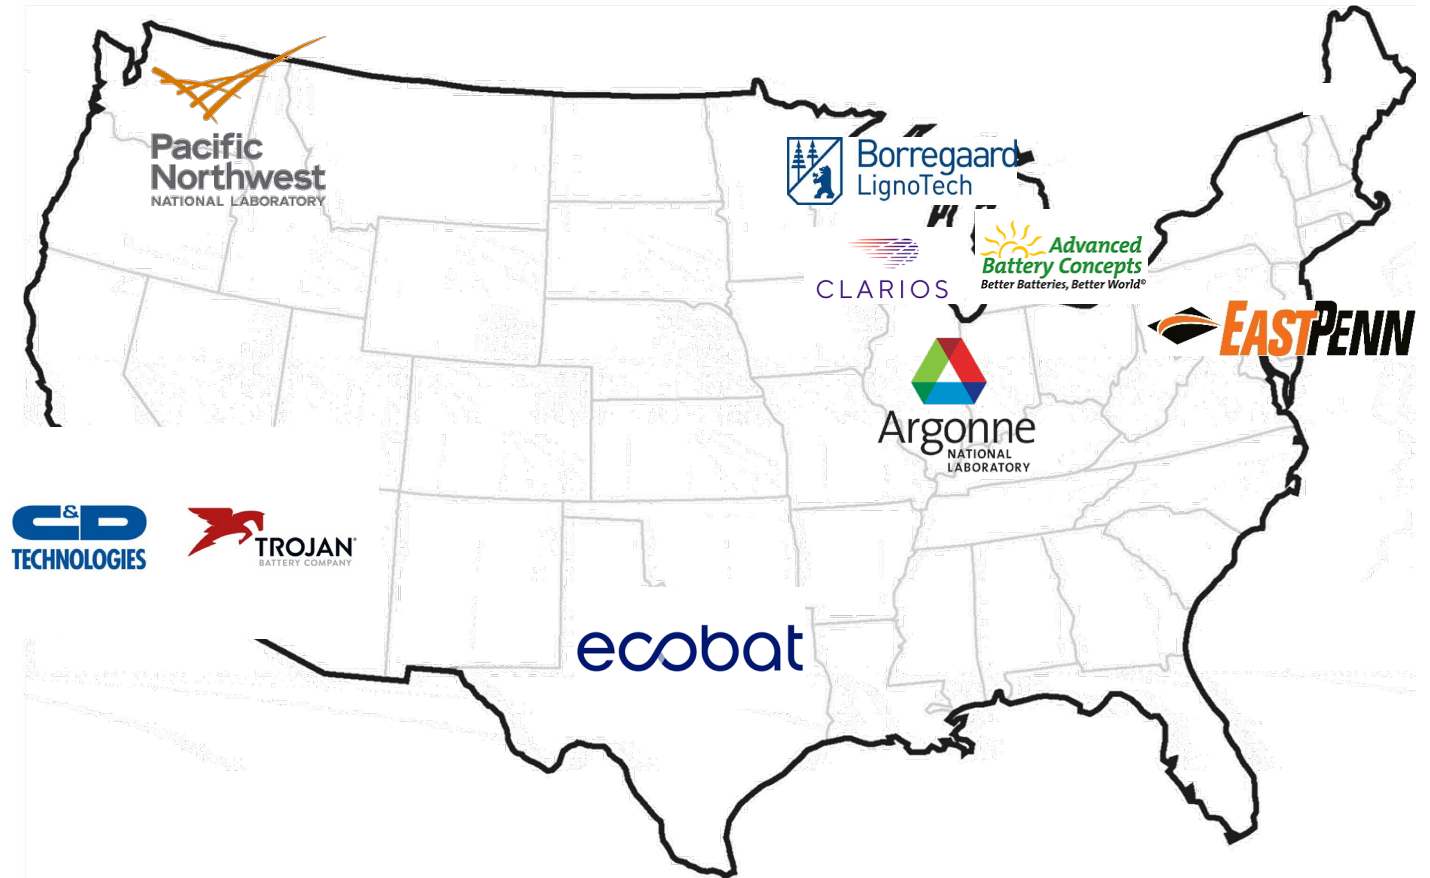 Pacific
Northwest
NATIONAL LABORATORY
Borregaard
LignoTech
CLARIOS
Advanced
Battery Concepts
Better Batteries, Better World©
EASTPENN
Argonne
NATIONAL
LABORATORY
C&D
TECHNOLOGIES
TROJAN®
BATTERY COMPANY
ecobat